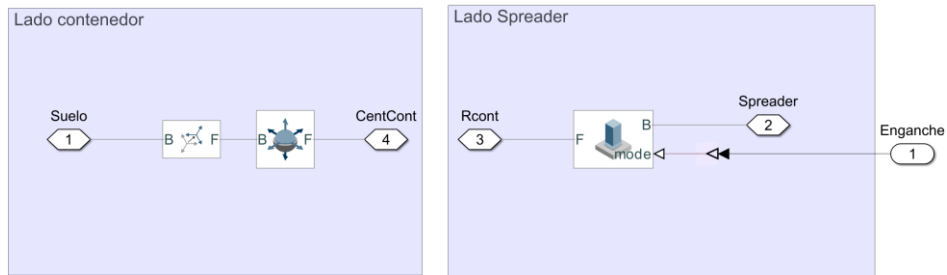 Lado contenedor
Suelo
1
B F
B F
CentCont
4
Lado Spreader
Rcont
3
F
B
mode
Spreader
2
Enganche
1